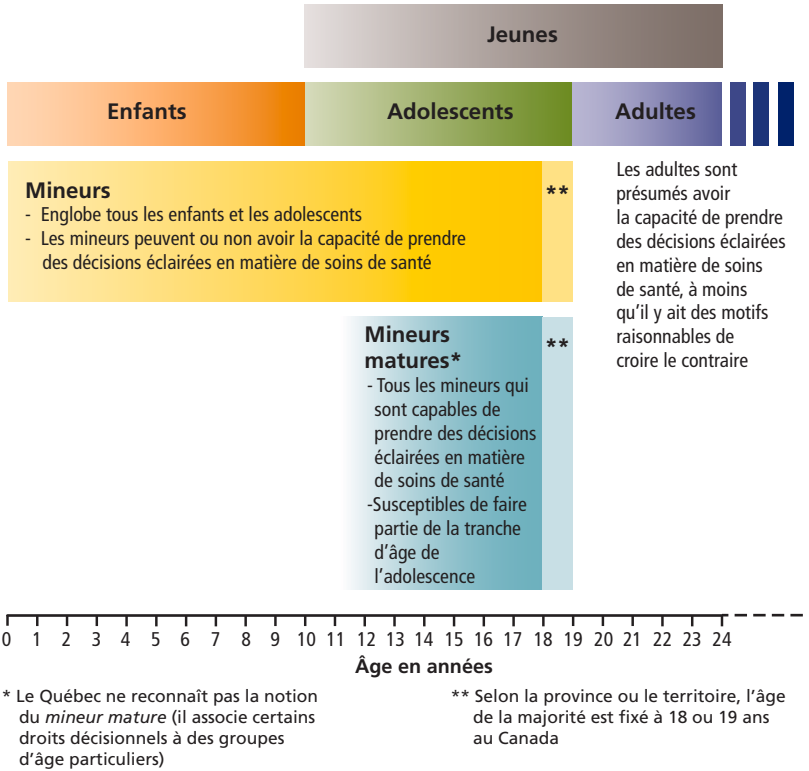 Jeunes
Enfants
Adolescents
Adultes
Mineurs
- Englobe tous les enfants et les adolescents
- Les mineurs peuvent ou non avoir la capacité de prendre
des décisions éclairées en matière de soins de santé
**
Les adultes sont
présumés avoir
la capacité de prendre
des décisions éclairées
en matière de soins
de santé, à moins
qu'il y ait des motifs
raisonnables de
croire le contraire
Mineurs
matures*
- Tous les mineurs qui
sont capables de
prendre des décisions
éclairées en matière
de soins de santé
-Susceptibles de faire
partie de la tranche
d'âge de
l'adolescence
**
0 1 2 3 4 5 6 7 8 9 10 11 12 13 14 15 16 17 18 19 20 21 22 23 24
Âge en années
* Le Québec ne reconnaît pas la notion
du mineur mature (il associe certains
droits décisionnels à des groupes
d'âge particuliers)
** Selon la province ou le territoire, l'âge
de la majorité est fixé à 18 ou 19 ans
au Canada